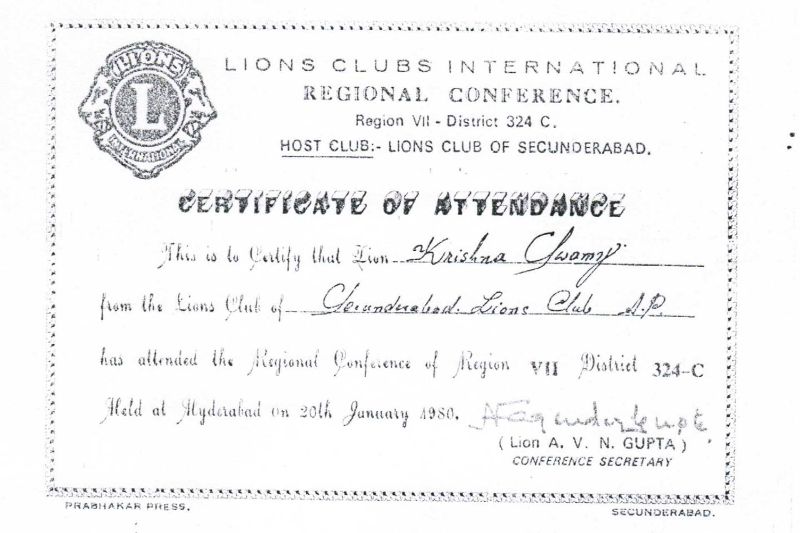 LIONS
L
INTERNATIONAL
LIONS CLUBS INTERNATIONAL
REGIONAL CONFERENCE.
Region VII - District 324 C.
HOST CLUB:- LIONS CLUB OF SECUNDERABAD.
CERTIFICATE OF ATTENDANCE
This is to Certify that Lion Krishna Swamy
from the Lions Club of Secunderabad. Lions Club A.P.
has attended the Regional Conference of Region VII District 324-C
Held at Hyderabad on 20th January 1980.
(Lion A. V. N. GUPTA)
CONFERENCE SECRETARY
PRABHAKAR PRESS. SECUNDERABAD.